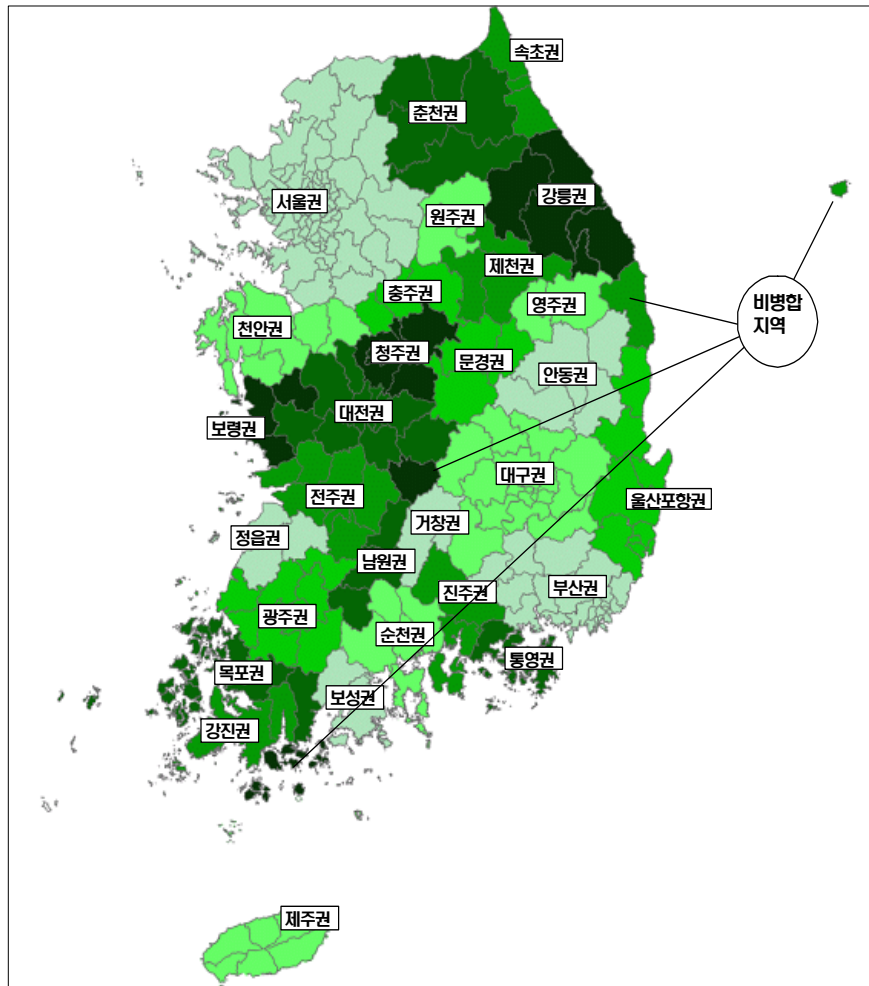 속초권
춘천권
서울권
강릉권
원주권
제천권
충주권
영주권
비병합
지역
천안권
청주권
문경권
안동권
대전권
보령권
대구권
전주권
거창권
울산포항권
정읍권
남원권
진주권
부산권
광주권
순천권
통영권
목포권
보성권
강진권
제주권